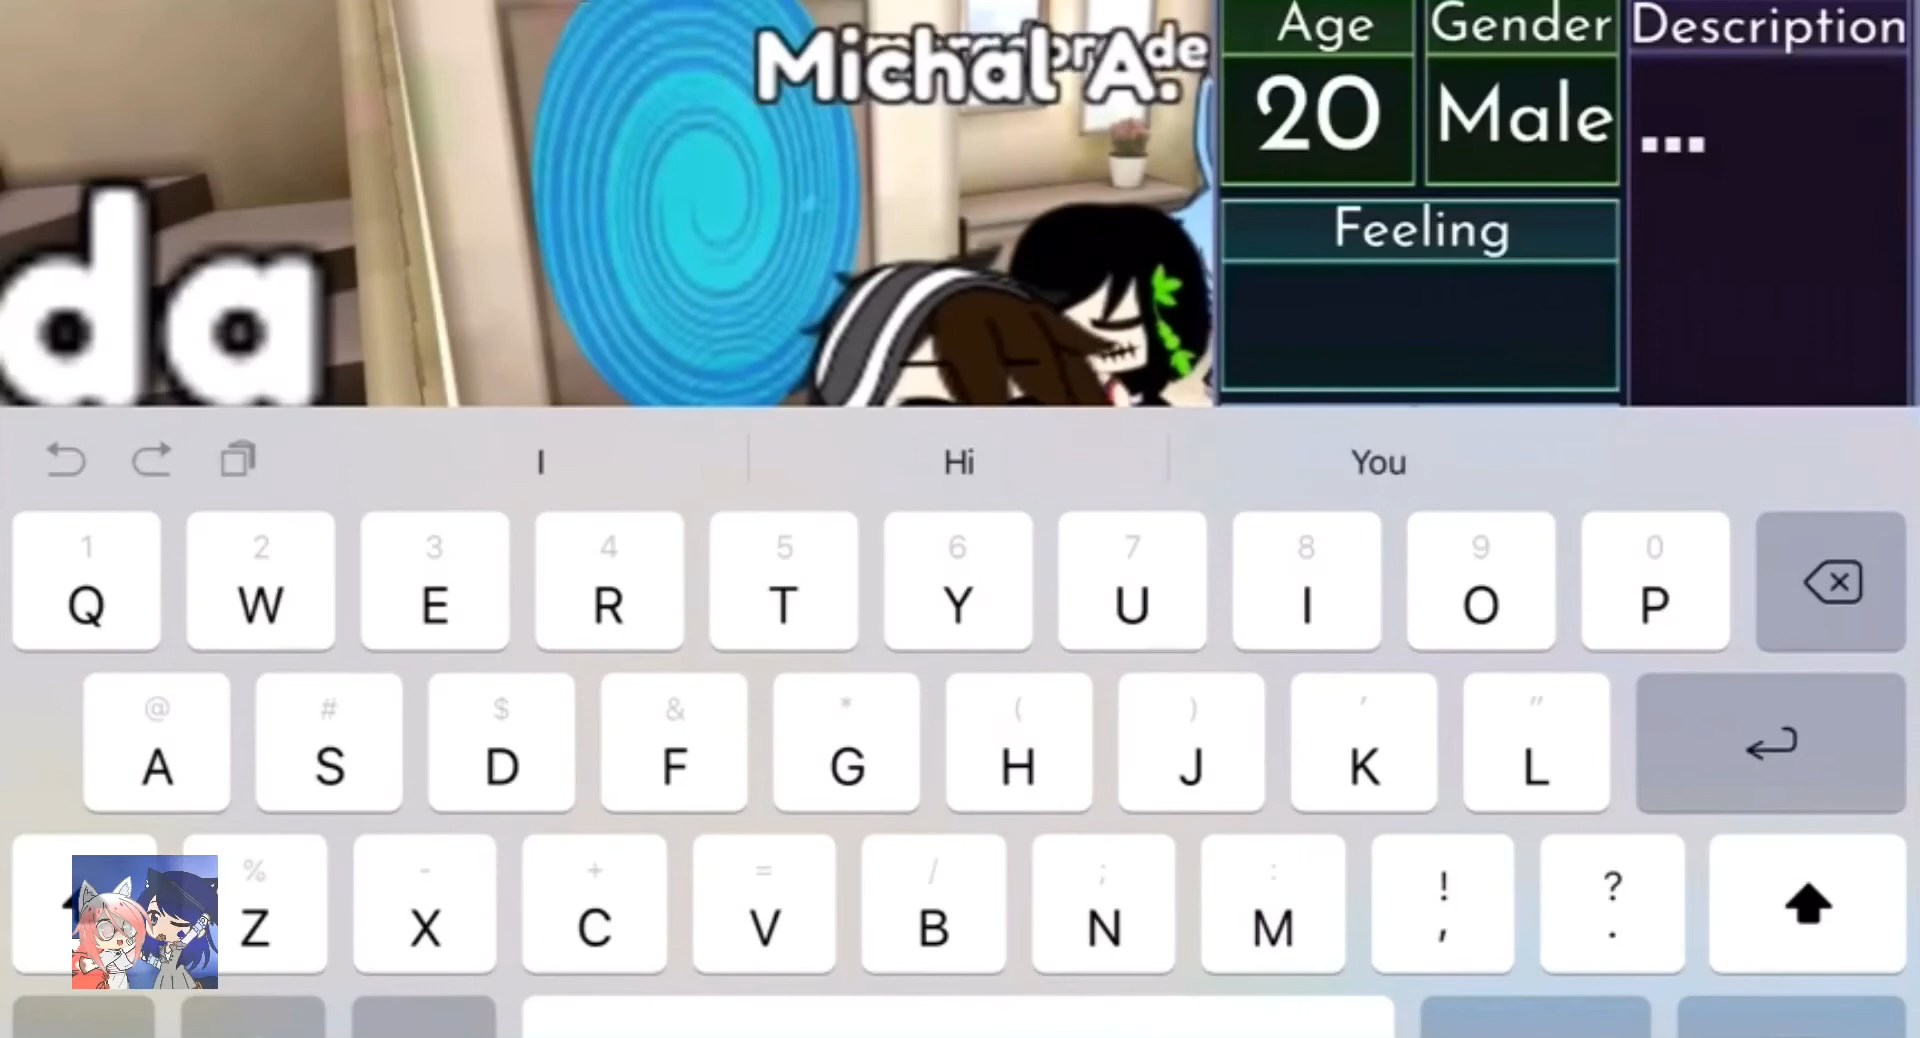 Michal A.
de
da
Age
Gender
Description
20
Male
...
Feeling
I
Hi
You
1 2 3 4 5 6 7 8 9 0
Q W E R T Y U I O P
@ # $ & * ( ) ' "
A S D F G H J K L
% - + = / ; : ! ?
Z X C V B N M , .